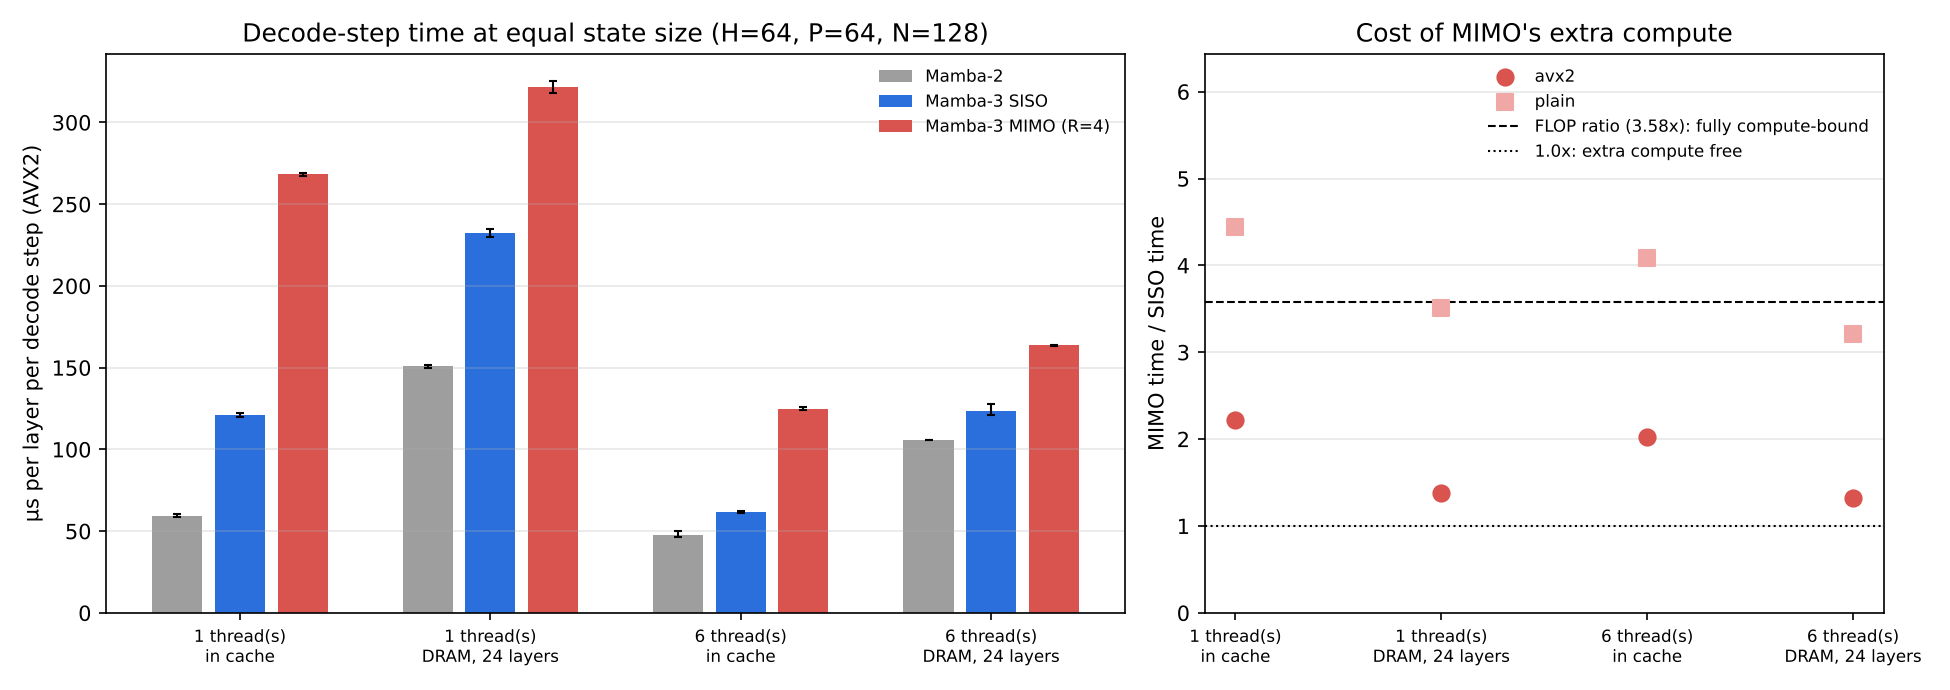 Decode-step time at equal state size (H=64, P=64, N=128)
µs per layer per decode step (AVX2)
300
250
200
150
100
50
0
Mamba-2
Mamba-3 SISO
Mamba-3 MIMO (R=4)
1 thread(s)
in cache
1 thread(s)
DRAM, 24 layers
6 thread(s)
in cache
6 thread(s)
DRAM, 24 layers
Cost of MIMO's extra compute
MIMO time / SISO time
6
5
4
3
2
1
0
avx2
plain
FLOP ratio (3.58x): fully compute-bound
1.0x: extra compute free
1 thread(s)
in cache
1 thread(s)
DRAM, 24 layers
6 thread(s)
in cache
6 thread(s)
DRAM, 24 layers